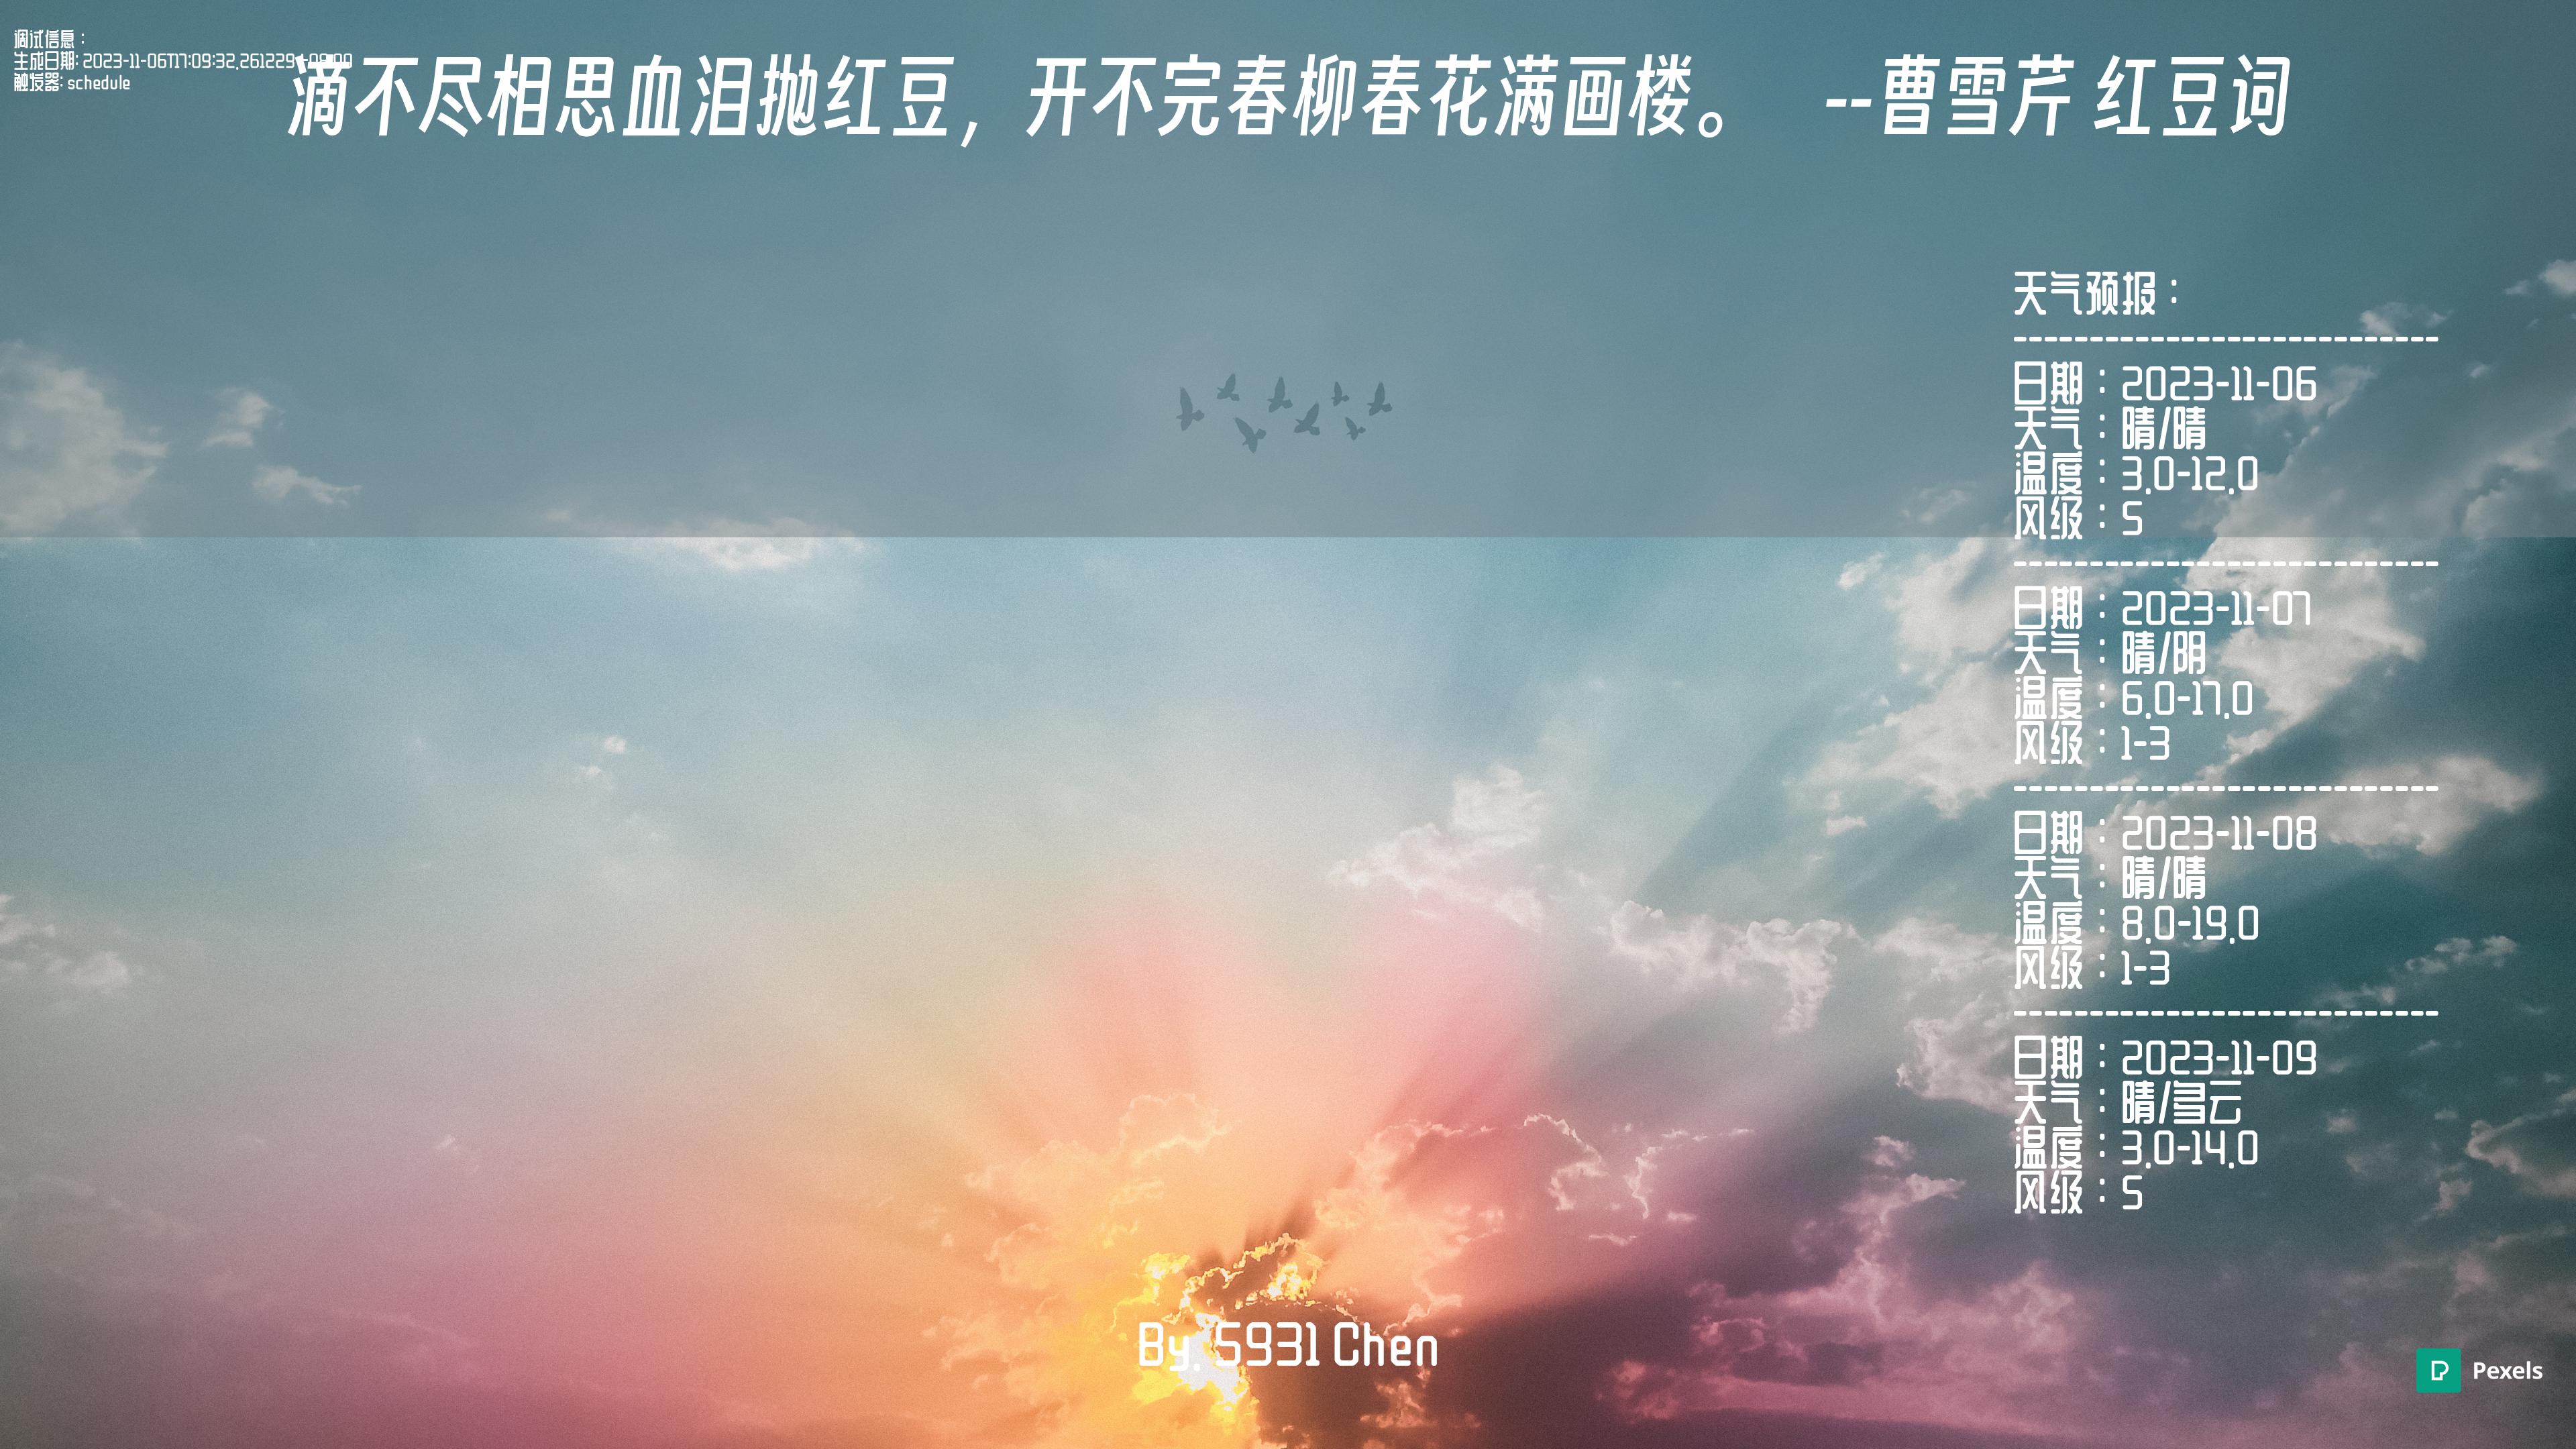 调试信息：
生成日期: 2023-11-06T17:09:32.261229+08:00
触发器: schedule
滴不尽相思血泪抛红豆，开不完春柳春花满画楼。 --曹雪芹 红豆词
天气预报：
----------------------------
日期：2023-11-06
天气：晴/晴
温度：3.0-12.0
风级：5
----------------------------
日期：2023-11-07
天气：晴/阴
温度：6.0-17.0
风级：1-3
----------------------------
日期：2023-11-08
天气：晴/晴
温度：8.0-19.0
风级：1-3
----------------------------
日期：2023-11-09
天气：晴/多云
温度：3.0-14.0
风级：5
By. 5931 Chen
Pexels